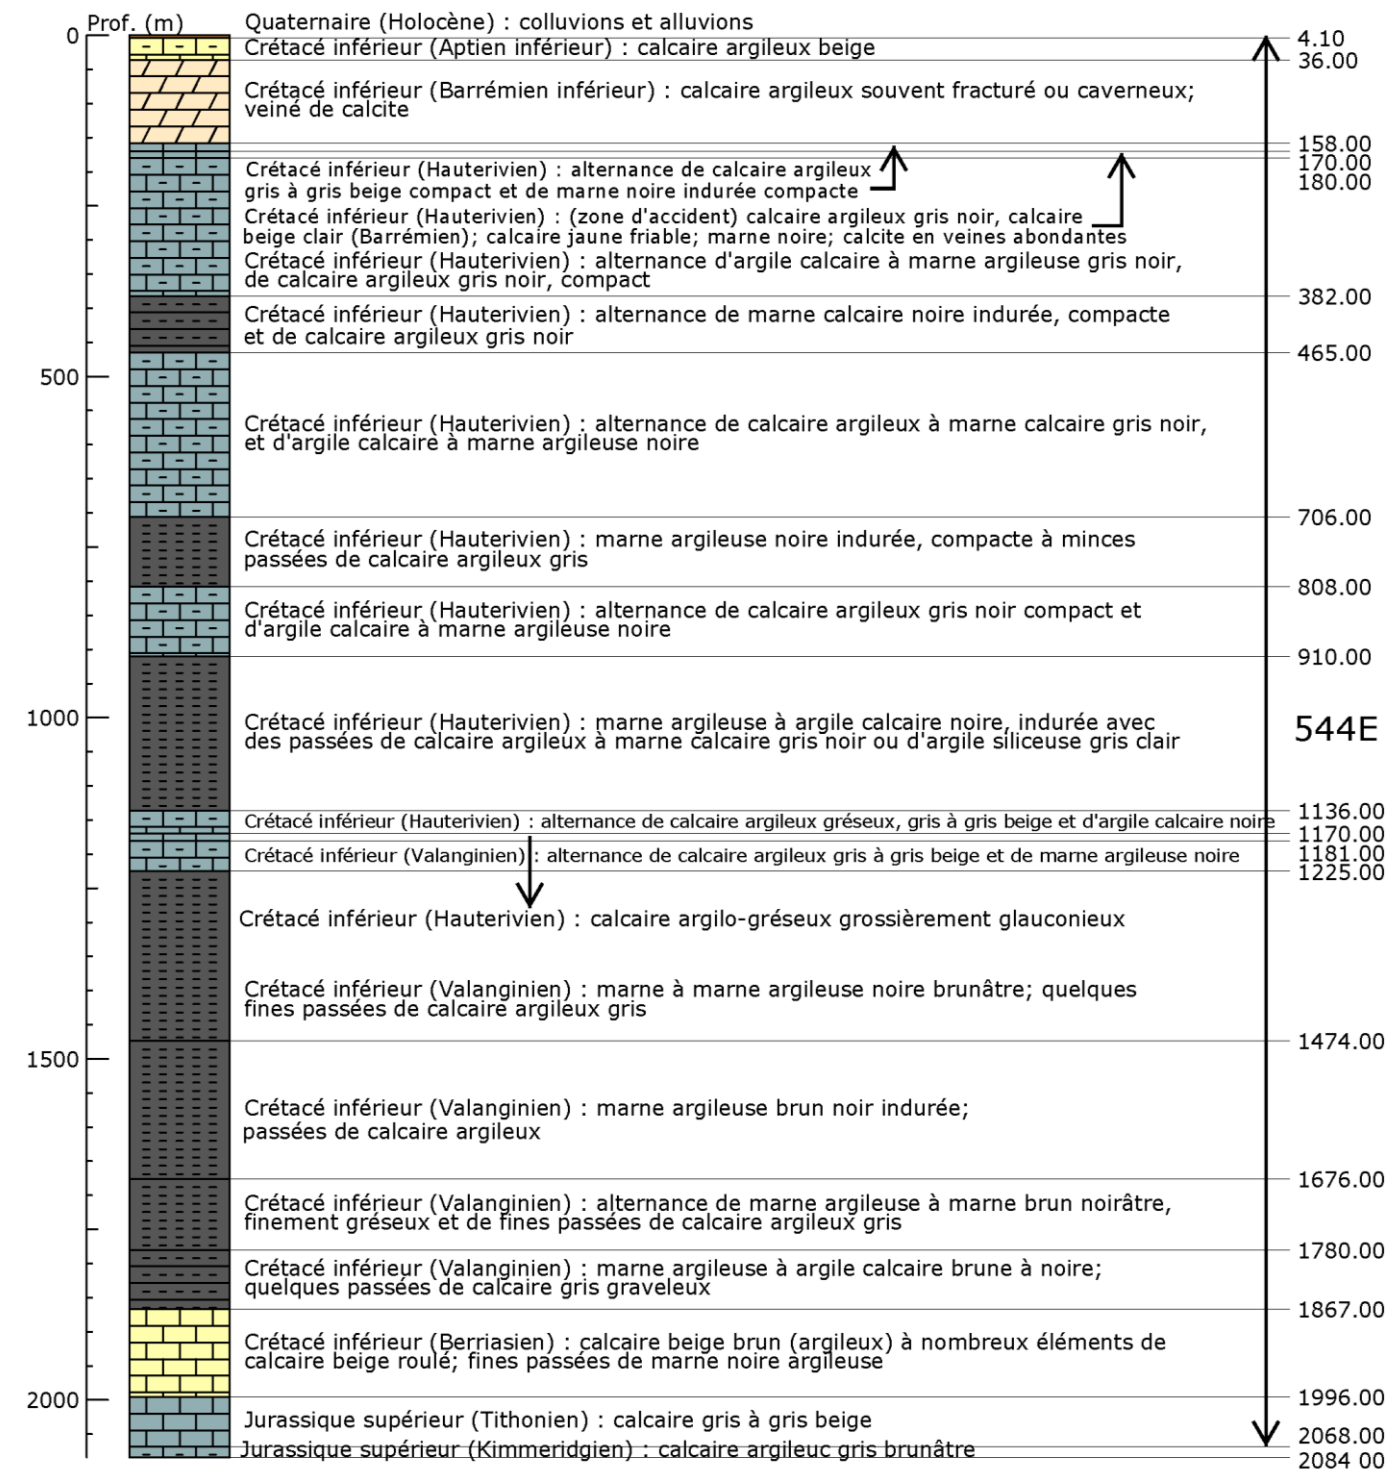 Prof. (m)
Quaternaire (Holocène) : colluvions et alluvions
0
4.10
Crétacé inférieur (Aptien inférieur) : calcaire argileux beige
36.00
Crétacé inférieur (Barrémien inférieur) : calcaire argileux souvent fracturé ou caverneux;
veiné de calcite
158.00
170.00
180.00
Crétacé inférieur (Hauterivien) : alternance de calcaire argileux
gris à gris beige compact et de marne noire indurée compacte
Crétacé inférieur (Hauterivien) : (zone d'accident) calcaire argileux gris noir, calcaire
beige clair (Barrémien); calcaire jaune friable; marne noire; calcite en veines abondantes
Crétacé inférieur (Hauterivien) : alternance d'argile calcaire à marne argileuse gris noir,
de calcaire argileux gris noir, compact
382.00
Crétacé inférieur (Hauterivien) : alternance de marne calcaire noire indurée, compacte
et de calcaire argileux gris noir
465.00
500
Crétacé inférieur (Hauterivien) : alternance de calcaire argileux à marne calcaire gris noir,
et d'argile calcaire à marne argileuse noire
706.00
Crétacé inférieur (Hauterivien) : marne argileuse noire indurée, compacte à minces
passées de calcaire argileux gris
808.00
Crétacé inférieur (Hauterivien) : alternance de calcaire argileux gris noir compact et
d'argile calcaire à marne argileuse noire
910.00
1000
Crétacé inférieur (Hauterivien) : marne argileuse à argile calcaire noire, indurée avec
des passées de calcaire argileux à marne calcaire gris noir ou d'argile siliceuse gris clair
544E
1136.00
Crétacé inférieur (Hauterivien) : alternance de calcaire argileux gréseux, gris à gris beige et d'argile calcaire noire
1170.00
1181.00
Crétacé inférieur (Valanginien) : alternance de calcaire argileux gris à gris beige et de marne argileuse noire
1225.00
Crétacé inférieur (Hauterivien) : calcaire argilo-gréseux grossièrement glauconieux
Crétacé inférieur (Valanginien) : marne à marne argileuse noire brunâtre; quelques
fines passées de calcaire argileux gris
1474.00
1500
Crétacé inférieur (Valanginien) : marne argileuse brun noir indurée;
passées de calcaire argileux
1676.00
Crétacé inférieur (Valanginien) : alternance de marne argileuse à marne brun noirâtre,
finement gréseux et de fines passées de calcaire argileux gris
1780.00
Crétacé inférieur (Valanginien) : marne argileuse à argile calcaire brune à noire;
quelques passées de calcaire gris graveleux
1867.00
Crétacé inférieur (Berriasien) : calcaire beige brun (argileux) à nombreux éléments de
calcaire beige roulé; fines passées de marne noire argileuse
1996.00
2000
Jurassique supérieur (Tithonien) : calcaire gris à gris beige
2068.00
Jurassique supérieur (Kimmeridgien) : calcaire argileuc gris brunâtre
2084 00